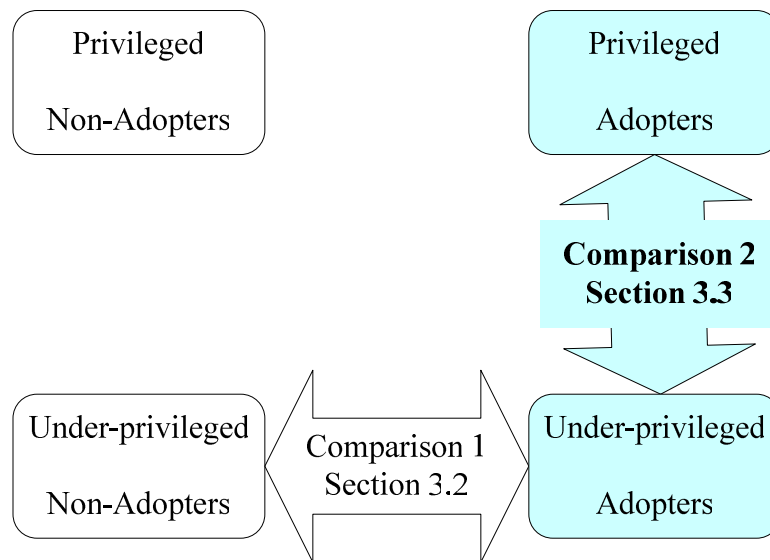 Privileged
Non-Adopters
Privileged
Adopters
Comparison 2
Section 3.3
Under-privileged
Non-Adopters
Comparison 1
Section 3.2
Under-privileged
Adopters